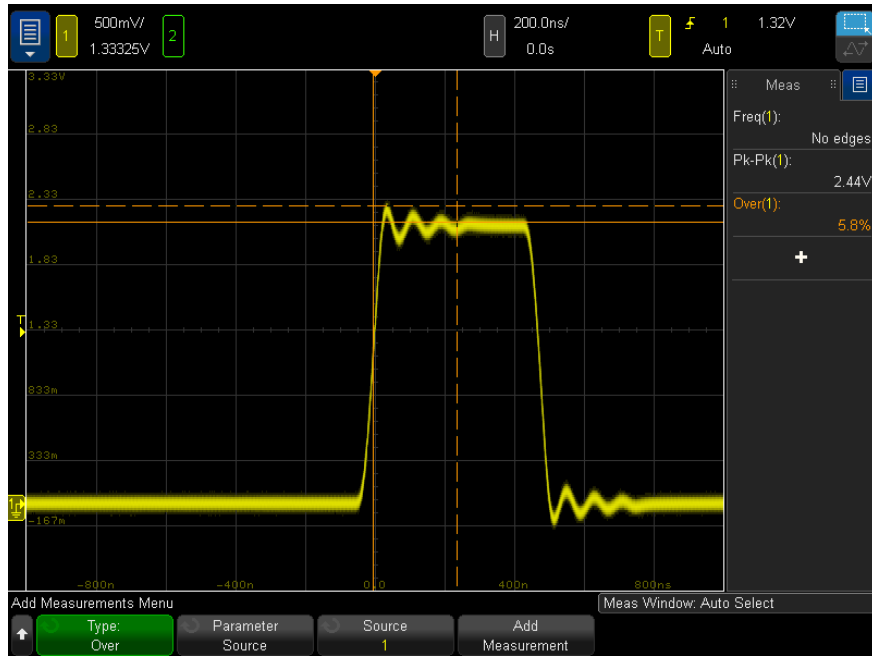 1 500mV/ 2 H 200.0ns/ T 1 1.32V
1.33325V 0.0s Auto
3.33V
2.83
2.33
1.83
T 1.33
833m
333m
1
-167m
-800n -400n 0.0 400n 800ns
Meas
Freq(1):
No edges
Pk-Pk(1):
2.44V
Over(1):
5.8%
Add Measurements Menu Meas Window: Auto Select
Type: Parameter Source Add
Over Source 1 Measurement